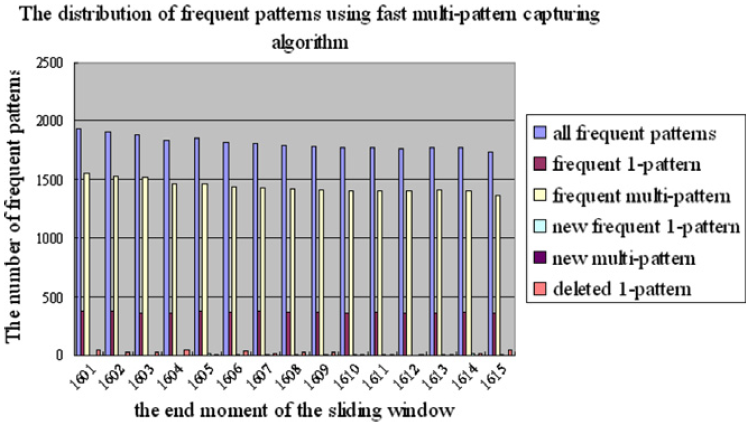 The distribution of frequent patterns using fast multi-pattern capturing
algorithm
The number of frequent patterns
2500
2000
1500
1000
500
0
1601 1602 1603 1604 1605 1606 1607 1608 1609 1610 1611 1612 1613 1614 1615
the end moment of the sliding window
all frequent patterns
frequent 1-pattern
frequent multi-pattern
new frequent 1-pattern
new multi-pattern
deleted 1-pattern